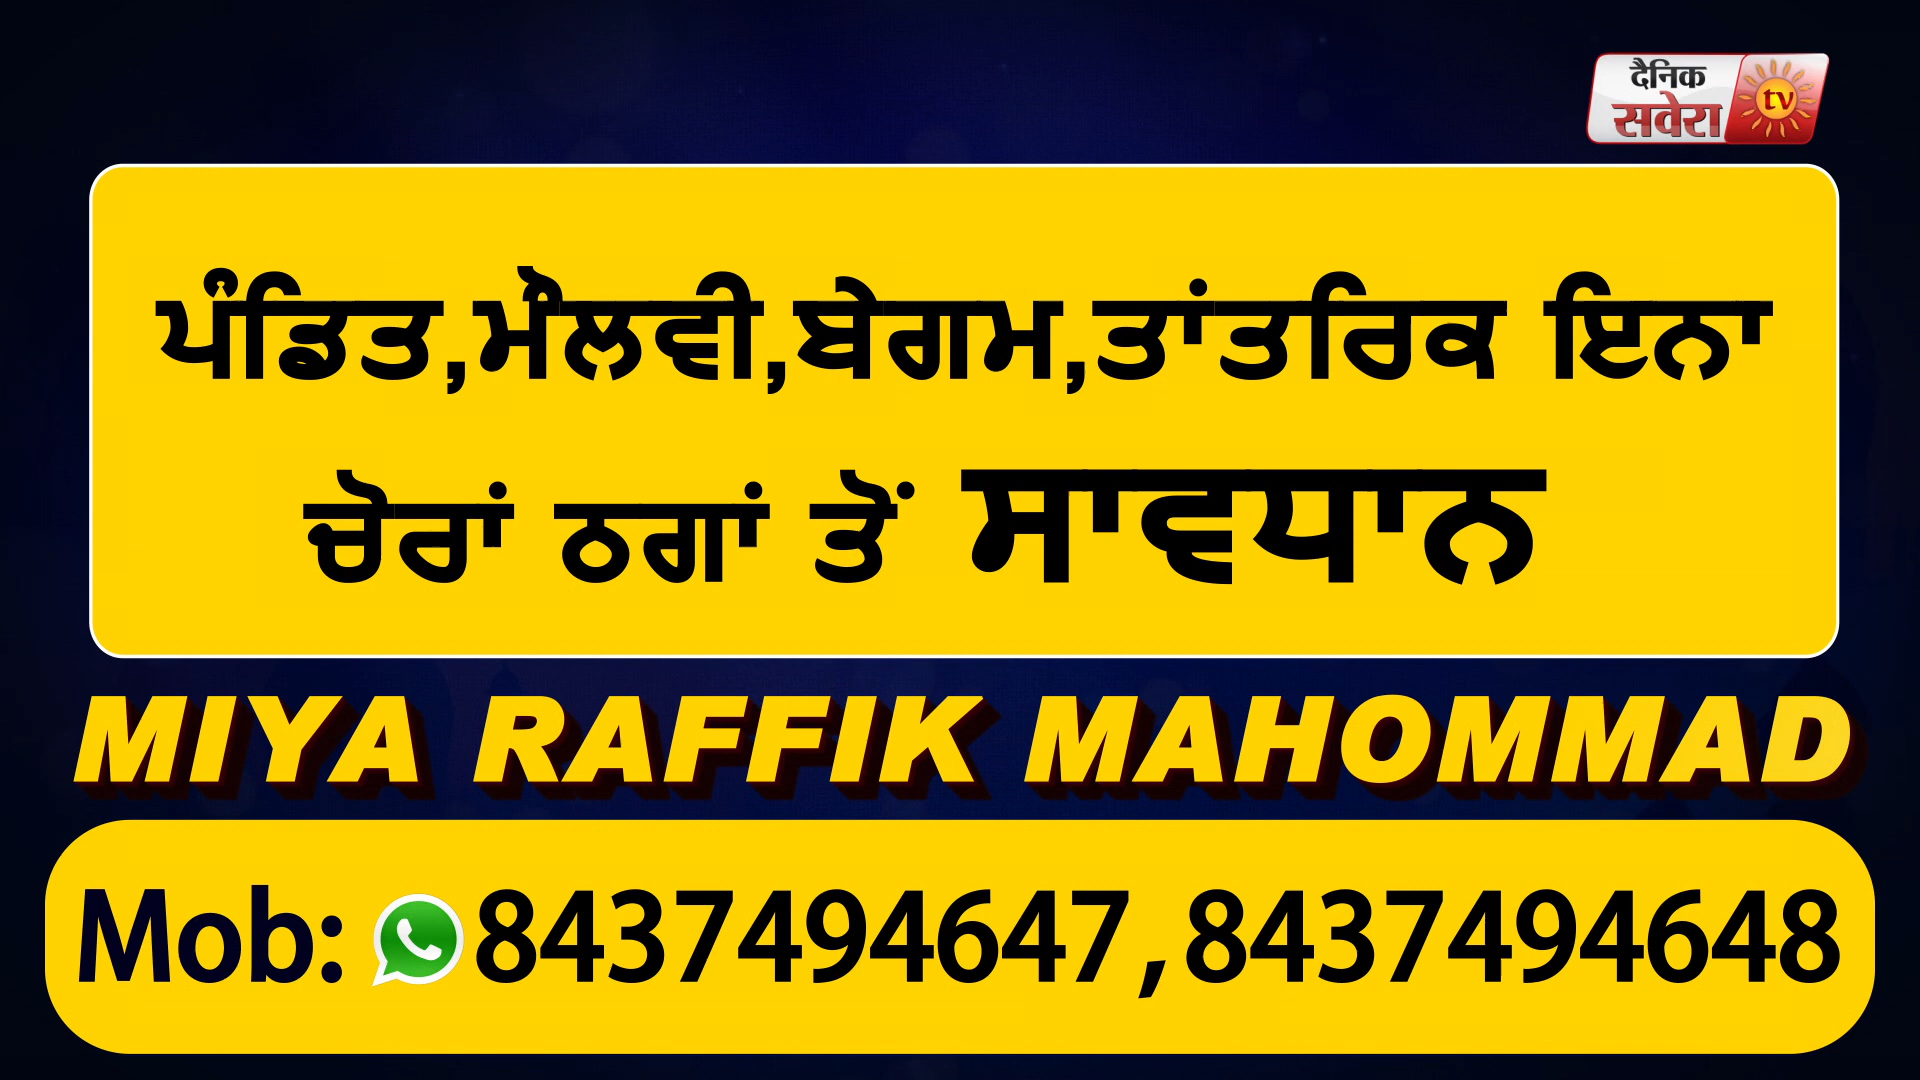 दैनिक
सवेरा tv
ਪੰਡਿਤ,ਮੌਲਵੀ,ਬੇਗਮ,ਤਾਂਤਰਿਕ ਇਨਾ
ਚੋਰਾਂ ਠਗਾਂ ਤੋਂ ਸਾਵਧਾਨ
MIYA RAFFIK MAHOMMAD
Mob: 8437494647, 8437494648